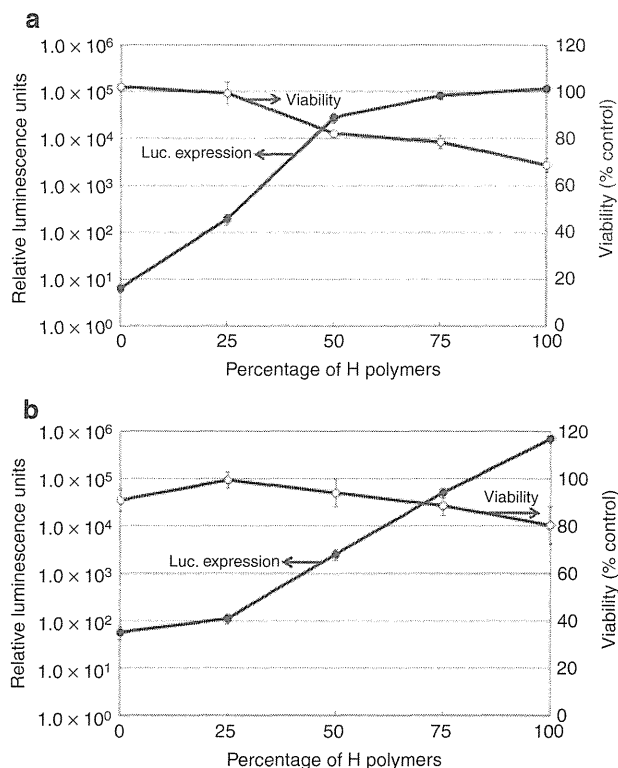 a
1.0 × 10⁶
1.0 × 10⁵
1.0 × 10⁴
1.0 × 10³
1.0 × 10²
1.0 × 10¹
1.0 × 10⁰
Relative luminescence units
120
100
80
60
40
20
0
Viability (% control)
Viability
Luc. expression
0 25 50 75 100
Percentage of H polymers
b
1.0 × 10⁶
1.0 × 10⁵
1.0 × 10⁴
1.0 × 10³
1.0 × 10²
1.0 × 10¹
1.0 × 10⁰
Relative luminescence units
120
100
80
60
40
20
0
Viability (% control)
Viability
Luc. expression
0 25 50 75 100
Percentage of H polymers